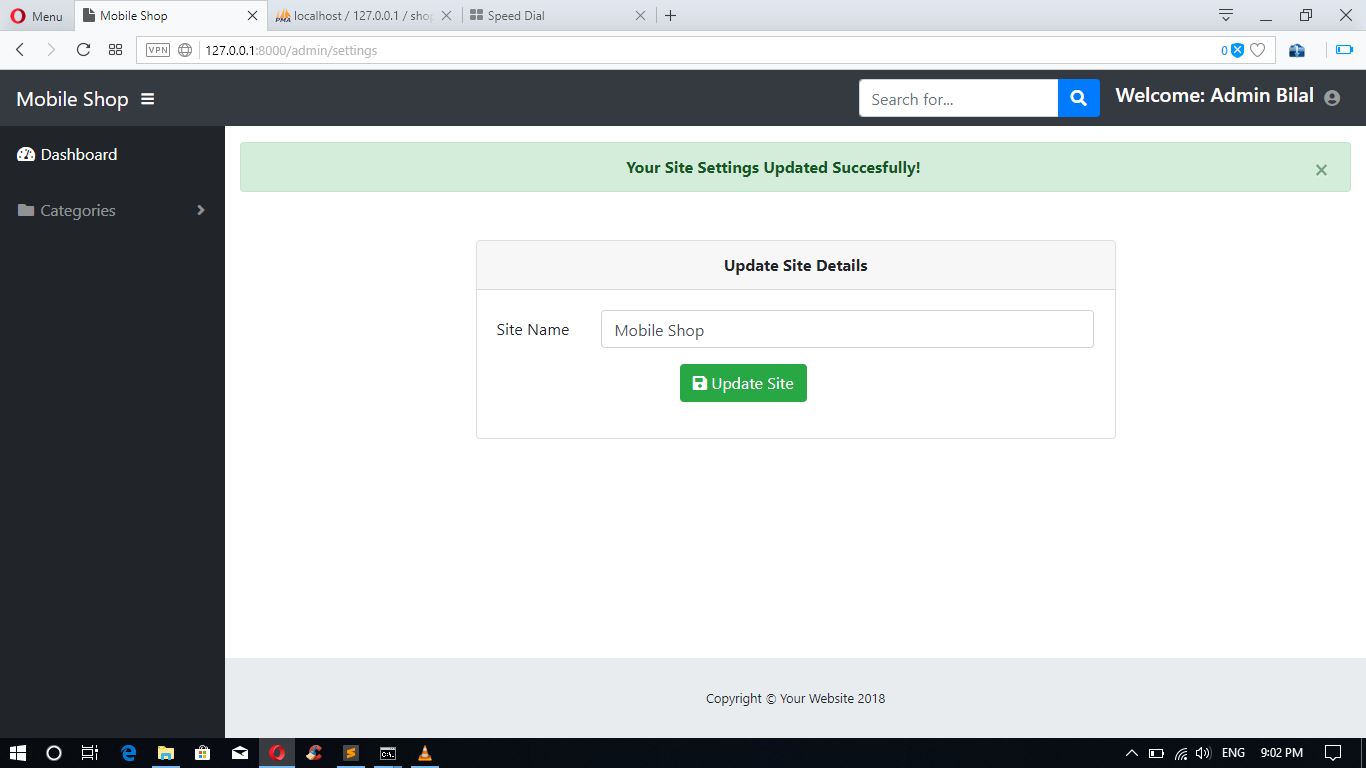 Menu
Mobile Shop
localhost / 127.0.0.1 / shop
Speed Dial
VPN
127.0.0.1:8000/admin/settings
0
Mobile Shop
Search for...
Welcome: Admin Bilal
Dashboard
Categories
Your Site Settings Updated Succesfully!
×
Update Site Details
Site Name
Mobile Shop
Update Site
Copyright © Your Website 2018
ENG
9:02 PM